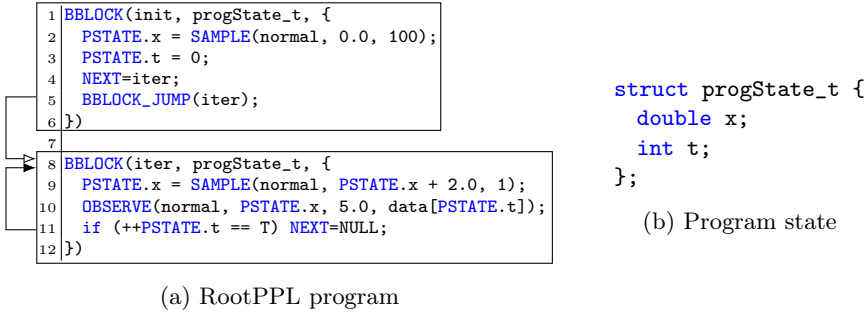 1 BBLOCK(init, progState_t, {
2 PSTATE.x = SAMPLE(normal, 0.0, 100);
3 PSTATE.t = 0;
4 NEXT=iter;
5 BBLOCK_JUMP(iter);
6 })
7
8 BBLOCK(iter, progState_t, {
9 PSTATE.x = SAMPLE(normal, PSTATE.x + 2.0, 1);
10 OBSERVE(normal, PSTATE.x, 5.0, data[PSTATE.t]);
11 if (++PSTATE.t == T) NEXT=NULL;
12 })
(a) RootPPL program
struct progState_t {
double x;
int t;
};
(b) Program state